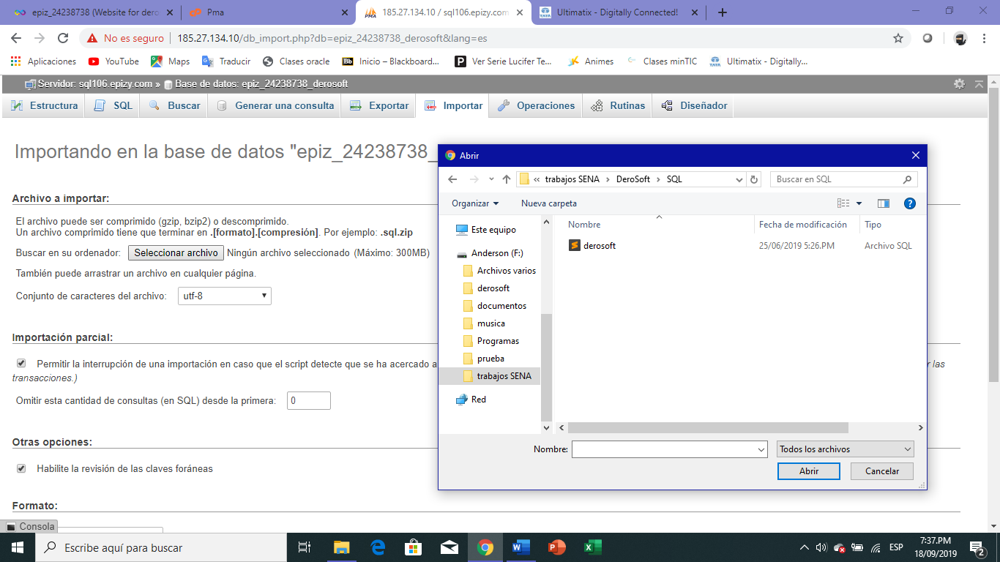 epiz_24238738 (Website for dero
Pma
185.27.134.10 / sql106.epizy.com
Ultimatix - Digitally Connected!
No es seguro
185.27.134.10/db_import.php?db=epiz_24238738_derosoft&lang=es
Aplicaciones
YouTube
Maps
Traducir
Clases oracle
Inicio – Blackboard...
Ver Serie Lucifer Te...
Animes
Clases minTIC
Ultimatix - Digitally...
Servidor: sql106.epizy.com » Base de datos: epiz_24238738_derosoft
Estructura
SQL
Buscar
Generar una consulta
Exportar
Importar
Operaciones
Rutinas
Diseñador
Importando en la base de datos "epiz_24238738_
Archivo a importar:
El archivo puede ser comprimido (gzip, bzip2) o descomprimido.
Un archivo comprimido tiene que terminar en .[formato].[compresión]. Por ejemplo: .sql.zip
Buscar en su ordenador: Seleccionar archivo Ningún archivo seleccionado (Máximo: 300MB)
También puede arrastrar un archivo en cualquier página.
Conjunto de caracteres del archivo: utf-8
Importación parcial:
Permitir la interrupción de una importación en caso que el script detecte que se ha acercado a
las
transacciones.)
Omitir esta cantidad de consultas (en SQL) desde la primera: 0
Otras opciones:
Habilite la revisión de las claves foráneas
Formato:
Consola
Abrir
« trabajos SENA › DeroSoft › SQL
Buscar en SQL
Organizar
Nueva carpeta
Este equipo
Anderson (F:)
Archivos varios
derosoft
documentos
musica
Programas
prueba
trabajos SENA
Red
Nombre
Fecha de modificación
Tipo
derosoft
25/06/2019 5:26.PM
Archivo SQL
Nombre:
Todos los archivos
Abrir
Cancelar
Escribe aquí para buscar
ESP
7:37.PM
18/09/2019
2